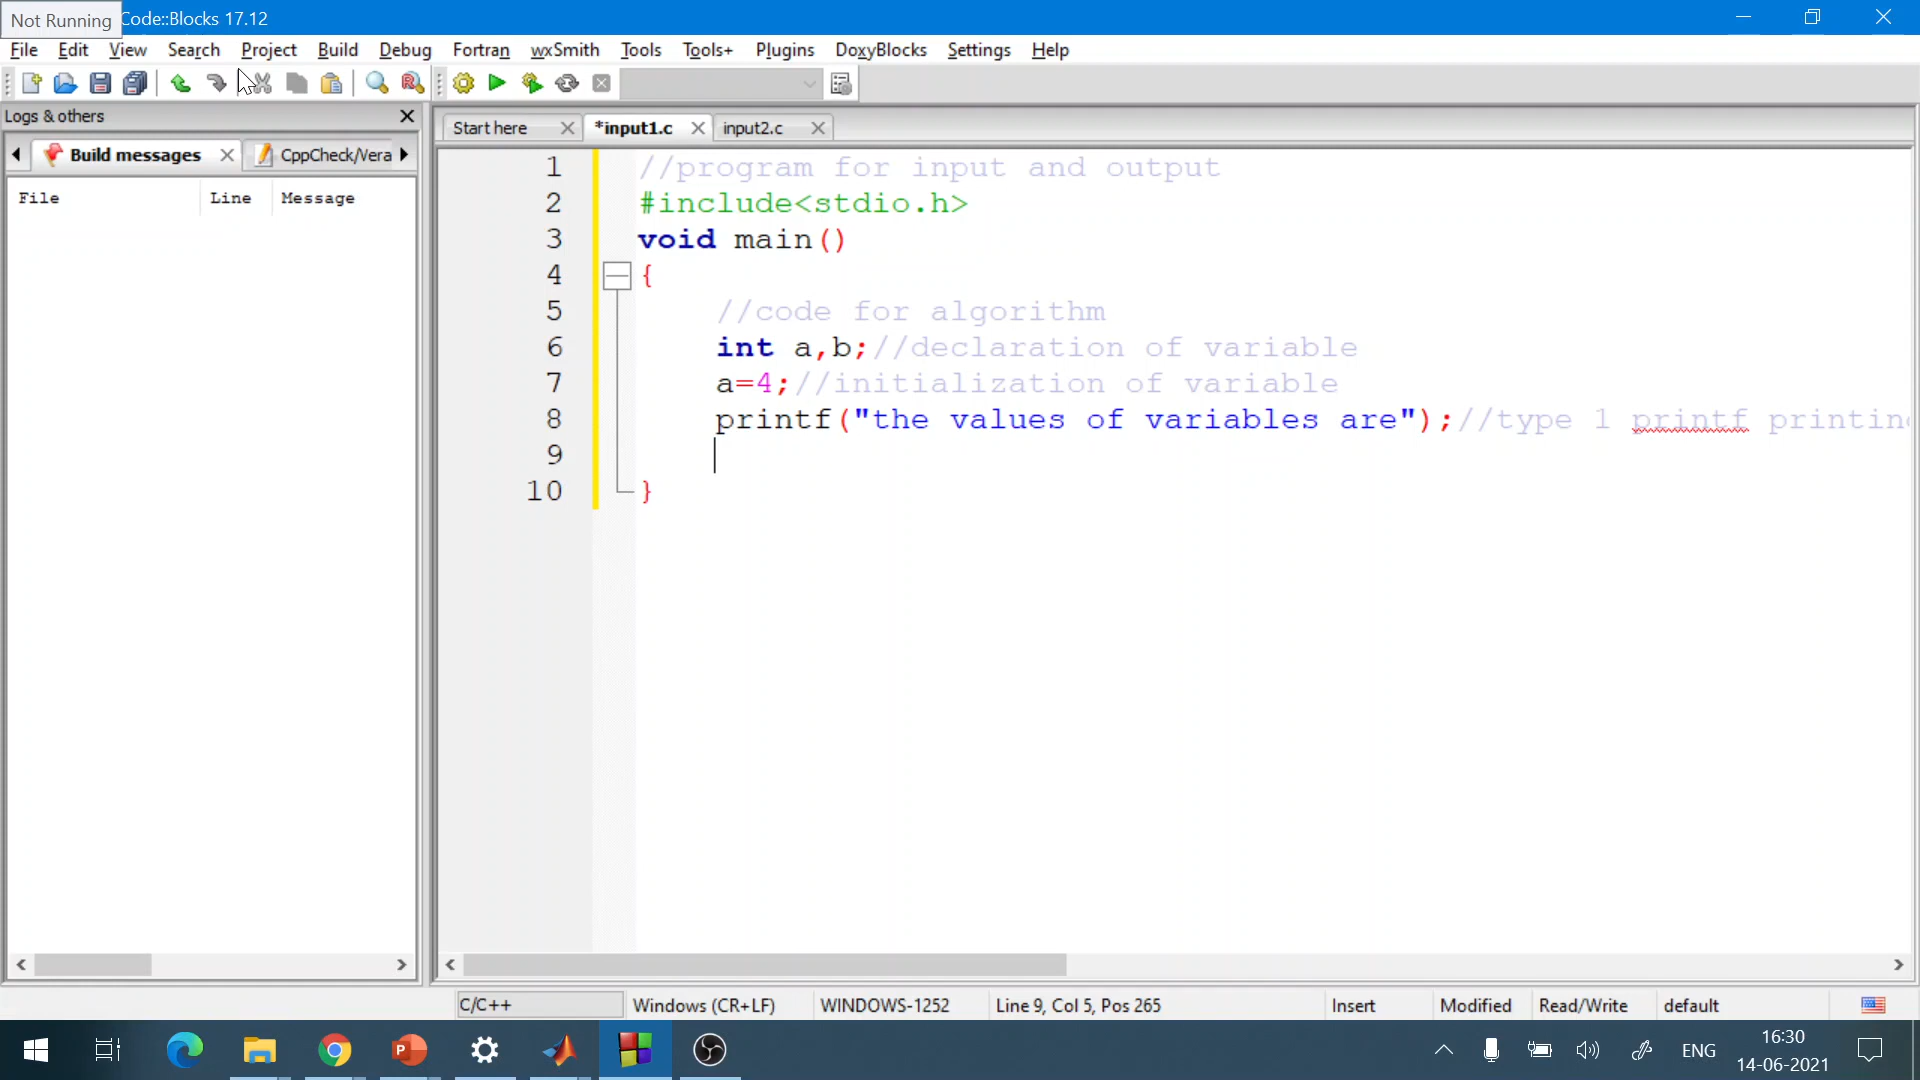 Not Running
Code::Blocks 17.12
File Edit View Search Project Build Debug Fortran wxSmith Tools Tools+ Plugins DoxyBlocks Settings Help
Logs & others
Build messages CppCheck/Vera
File Line Message
Start here *input1.c input2.c
1 //program for input and output
2 #include<stdio.h>
3 void main()
4 {
5 //code for algorithm
6 int a,b;//declaration of variable
7 a=4;//initialization of variable
8 printf("the values of variables are");//type 1 printf printin
9
10 }
C/C++ Windows (CR+LF) WINDOWS-1252 Line 9, Col 5, Pos 265 Insert Modified Read/Write default
ENG 16:30
14-06-2021